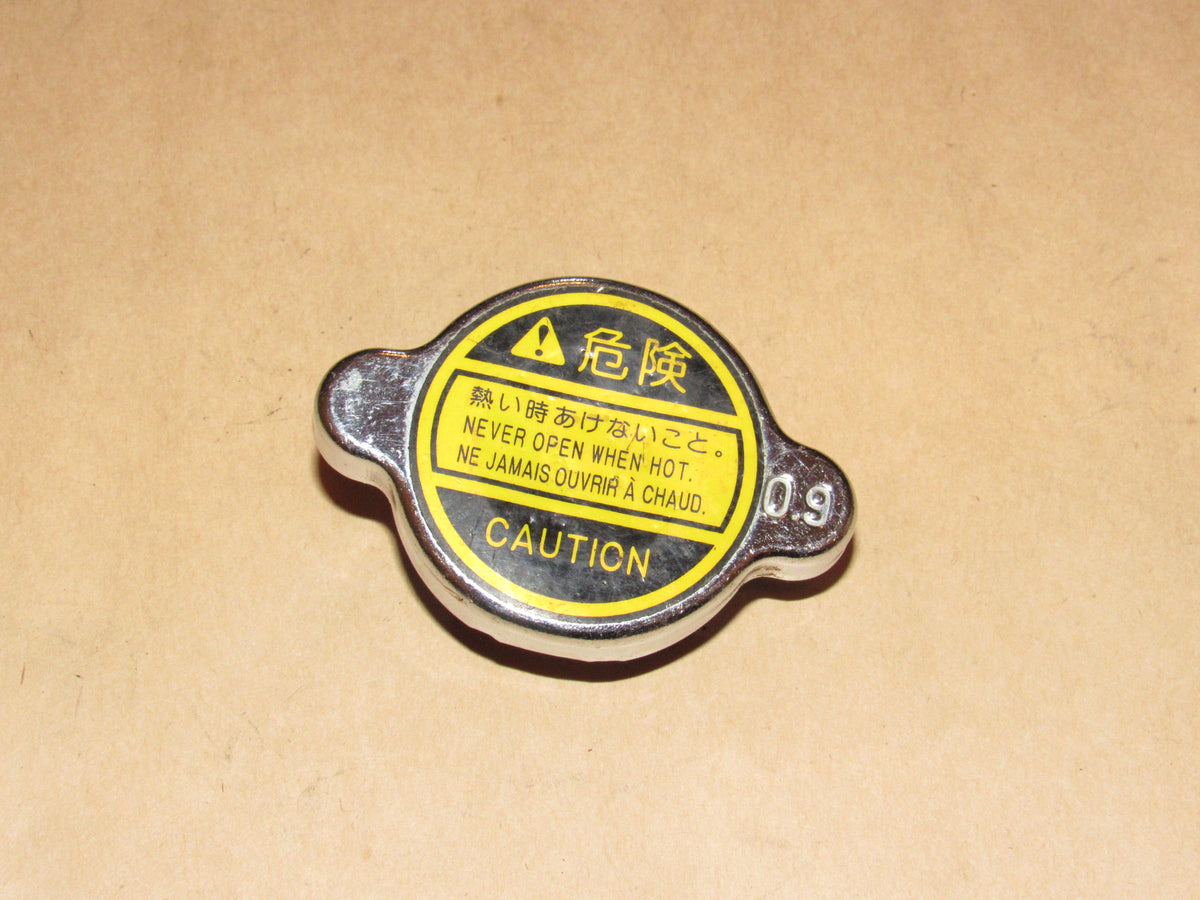 危険
熱い時あけないこと。
NEVER OPEN WHEN HOT.
NE JAMAIS OUVRIR À CHAUD.
CAUTION
0.9